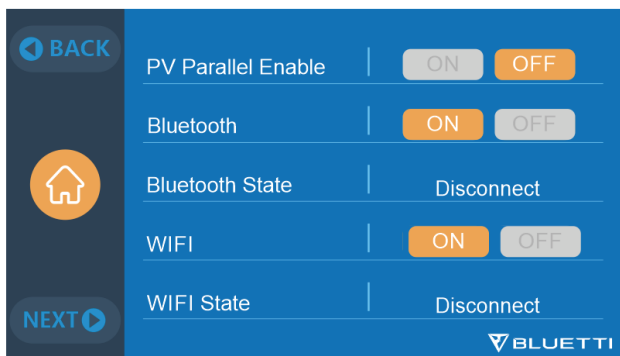 BACK
PV Parallel Enable ON OFF
Bluetooth ON OFF
Bluetooth State Disconnect
WIFI ON OFF
WIFI State Disconnect
NEXT
BLUETTI